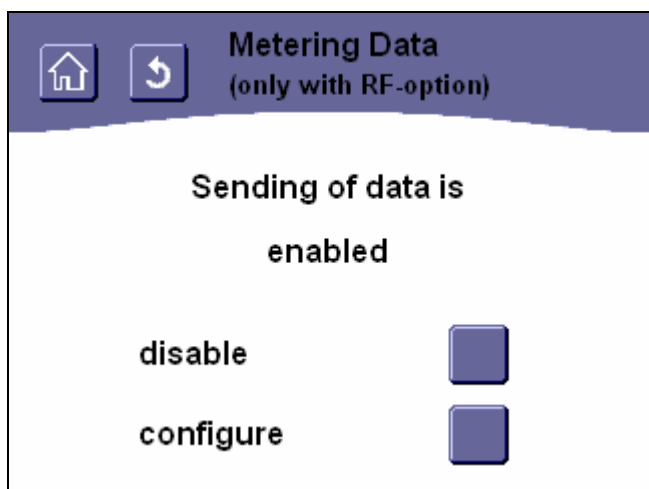 Metering Data
(only with RF-option)
Sending of data is
enabled
disable
configure